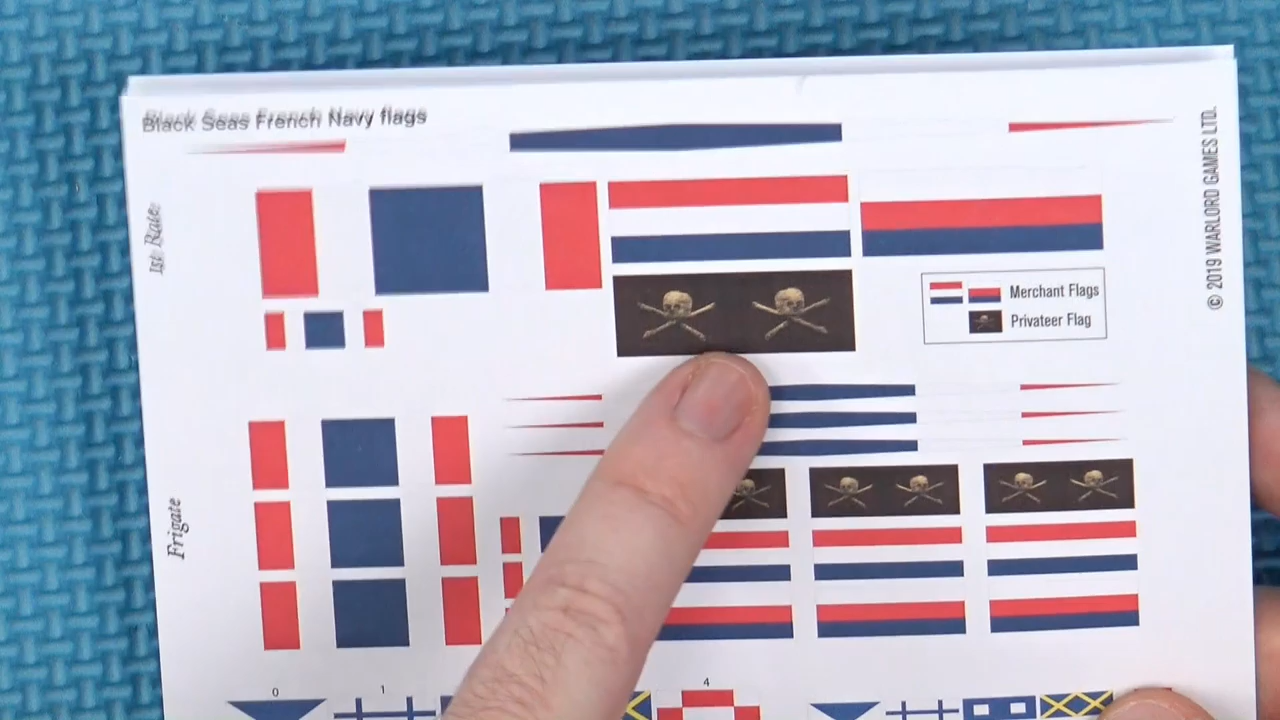 Black Seas French Navy flags
© 2019 WARLORD GAMES LTD.
1st Rate
Merchant Flags
Privateer Flag
Frigate
0
1
4